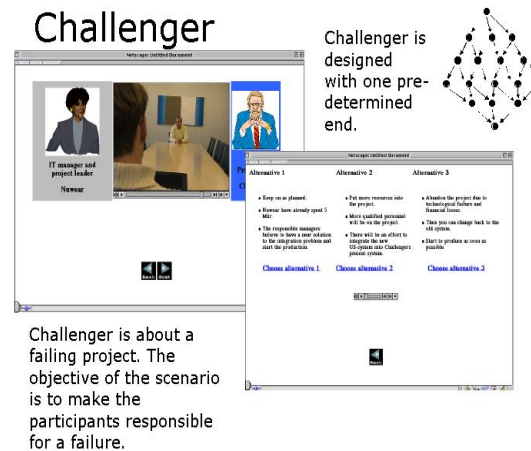 Challenger
Netscape: Untitled Document
Challenger is
designed
with one pre-
determined
end.
IT manager and
project leader
Nuwear
Netscape: Untitled Document
Alternative 1
Alternative 2
Alternative 3
Keep on as planned.
Nuwear have already spent 5
The responsible managers
believe to have a near solution
to the integration problem and
start the production.
Choose alternative 1
Put more resources into
the project.
More qualified personnel
will be on the project.
There will be an effort to
integrate the new
US-system into Challengers
present system.
Choose alternative 2
Abandon the project due to
technological failure and
financial losses.
Then you can change back to the
old system.
Start to produce as soon as
possible
Choose alternative 3
Back
Next
Back
Challenger is about a
failing project. The
objective of the scenario
is to make the
participants responsible
for a failure.